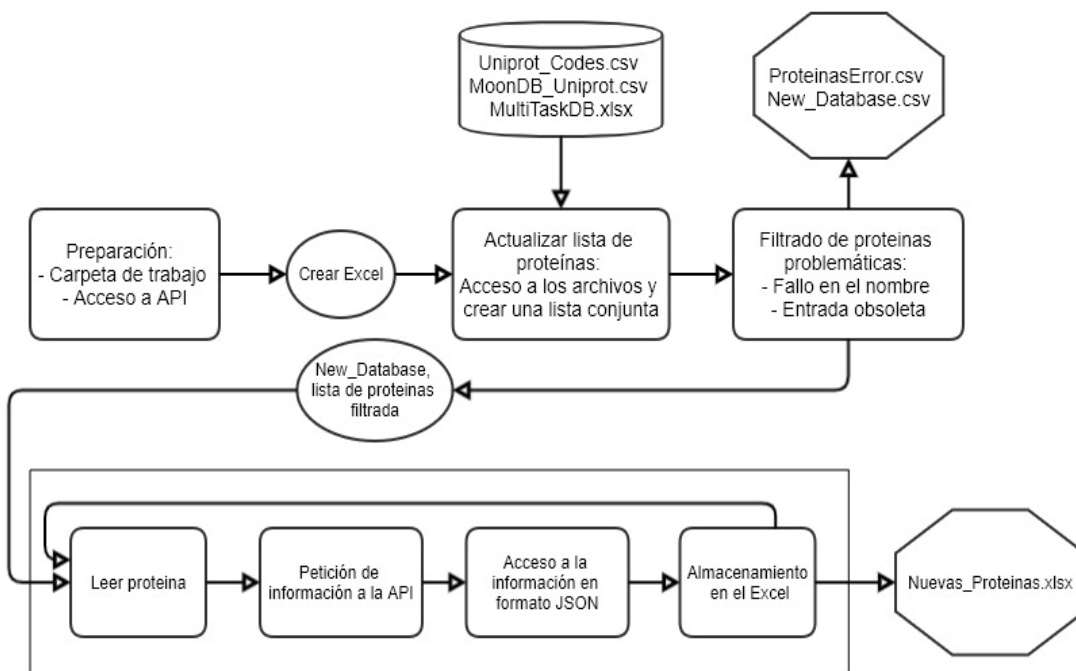 Uniprot_Codes.csv
MoonDB_Uniprot.csv
MultiTaskDB.xlsx
ProteinasError.csv
New_Database.csv
Preparación:
- Carpeta de trabajo
- Acceso a API
Crear Excel
Actualizar lista de
proteínas:
Acceso a los archivos y
crear una lista conjunta
Filtrado de proteinas
problemáticas:
- Fallo en el nombre
- Entrada obsoleta
New_Database,
lista de proteinas
filtrada
Leer proteina
Petición de
información a la API
Acceso a la
información en
formato JSON
Almacenamiento
en el Excel
Nuevas_Proteinas.xlsx